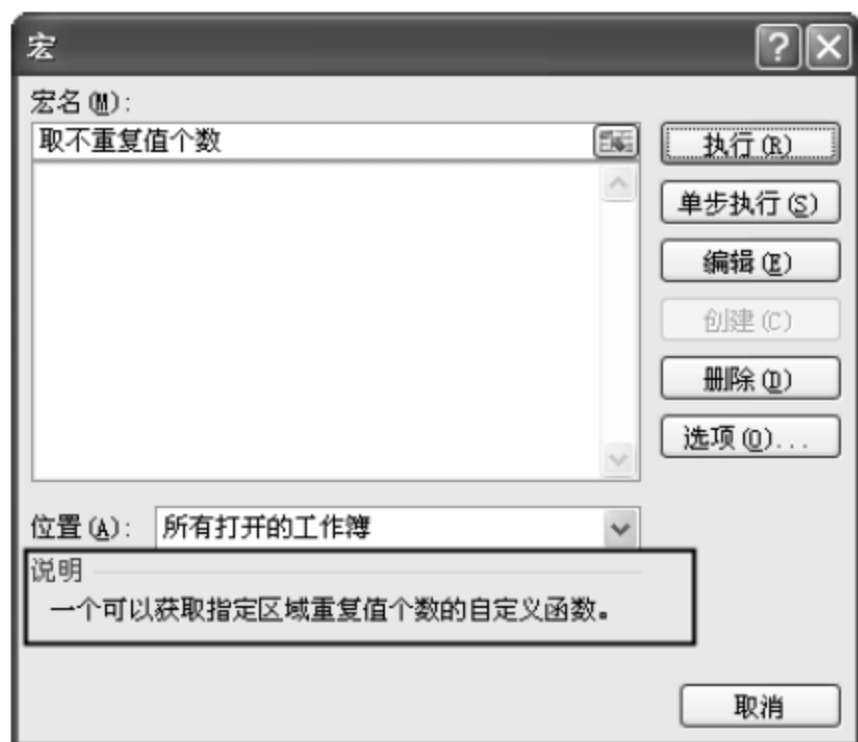 宏
宏名(M):
取不重复值个数
执行(R)
单步执行(S)
编辑(E)
创建(C)
删除(D)
选项(O)...
位置(A): 所有打开的工作簿
说明
一个可以获取指定区域重复值个数的自定义函数。
取消